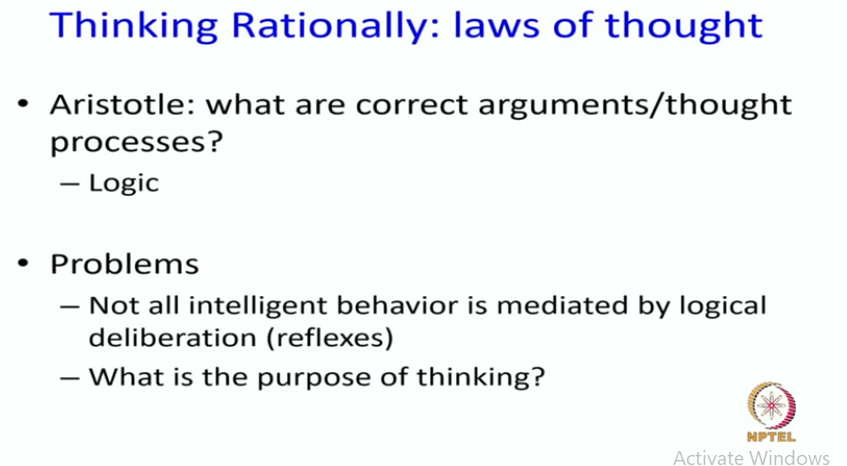 Thinking Rationally: laws of thought
• Aristotle: what are correct arguments/thought
processes?
– Logic
• Problems
– Not all intelligent behavior is mediated by logical
deliberation (reflexes)
– What is the purpose of thinking?
NPTEL
Activate Windows